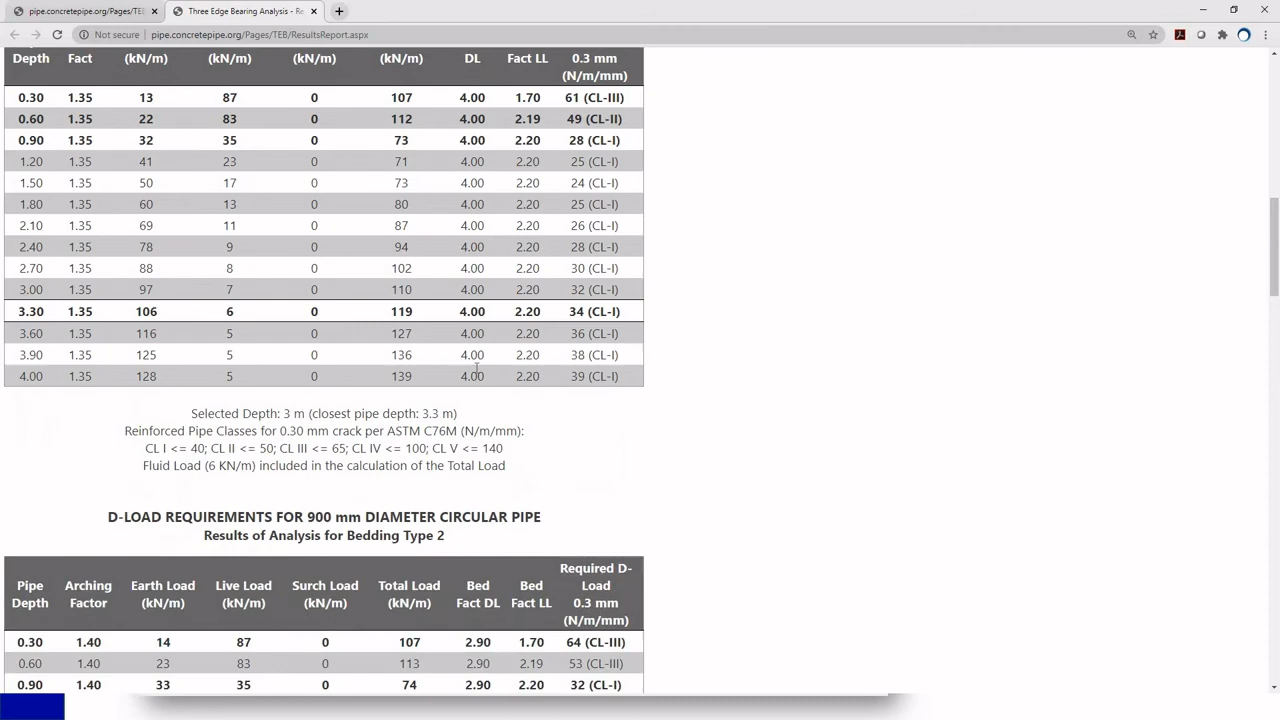 pipe.concretepipe.org/Pages/TEB/
Three Edge Bearing Analysis - Re
Not secure
pipe.concretepipe.org/Pages/TEB/ResultsReport.aspx
Depth Fact (kN/m) (kN/m) (kN/m) (kN/m) DL Fact LL 0.3 mm
(N/m/mm)
0.30 1.35 13 87 0 107 4.00 1.70 61 (CL-III)
0.60 1.35 22 83 0 112 4.00 2.19 49 (CL-II)
0.90 1.35 32 35 0 73 4.00 2.20 28 (CL-I)
1.20 1.35 41 23 0 71 4.00 2.20 25 (CL-I)
1.50 1.35 50 17 0 73 4.00 2.20 24 (CL-I)
1.80 1.35 60 13 0 80 4.00 2.20 25 (CL-I)
2.10 1.35 69 11 0 87 4.00 2.20 26 (CL-I)
2.40 1.35 78 9 0 94 4.00 2.20 28 (CL-I)
2.70 1.35 88 8 0 102 4.00 2.20 30 (CL-I)
3.00 1.35 97 7 0 110 4.00 2.20 32 (CL-I)
3.30 1.35 106 6 0 119 4.00 2.20 34 (CL-I)
3.60 1.35 116 5 0 127 4.00 2.20 36 (CL-I)
3.90 1.35 125 5 0 136 4.00 2.20 38 (CL-I)
4.00 1.35 128 5 0 139 4.00 2.20 39 (CL-I)
Selected Depth: 3 m (closest pipe depth: 3.3 m)
Reinforced Pipe Classes for 0.30 mm crack per ASTM C76M (N/m/mm):
CL I <= 40; CL II <= 50; CL III <= 65; CL IV <= 100; CL V <= 140
Fluid Load (6 KN/m) included in the calculation of the Total Load
D-LOAD REQUIREMENTS FOR 900 mm DIAMETER CIRCULAR PIPE
Results of Analysis for Bedding Type 2
Required D-
Pipe Arching Earth Load Live Load Surch Load Total Load Bed Bed Load
Depth Factor (kN/m) (kN/m) (kN/m) (kN/m) Fact DL Fact LL 0.3 mm
(N/m/mm)
0.30 1.40 14 87 0 107 2.90 1.70 64 (CL-III)
0.60 1.40 23 83 0 113 2.90 2.19 53 (CL-III)
0.90 1.40 33 35 0 74 2.90 2.20 32 (CL-I)